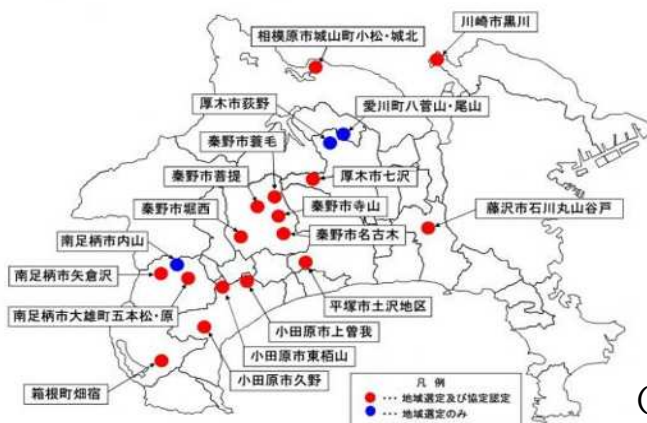 川崎市黒川
相模原市城山町小松・城北
厚木市荻野
愛川町八菅山・尾山
秦野市蓑毛
秦野市菩提
厚木市七沢
秦野市堀西
秦野市寺山
藤沢市石川丸山谷戸
南足柄市内山
秦野市名古木
南足柄市矢倉沢
平塚市土沢地区
南足柄市大雄町五本松・原
小田原市上曽我
小田原市東栢山
箱根町畑宿
小田原市久野
凡 例
● ・・・ 地域選定及び協定認定
● ・・・ 地域選定のみ
(